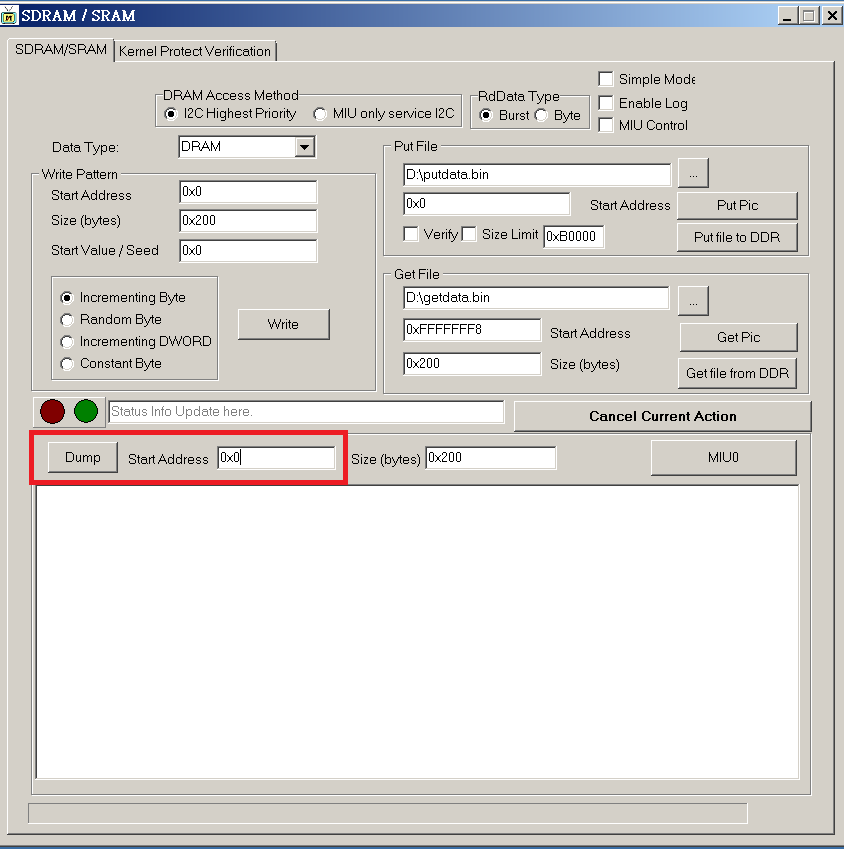 SDRAM / SRAM
SDRAM/SRAM
Kernel Protect Verification
DRAM Access Method
I2C Highest Priority
MIU only service I2C
RdData Type
Burst
Byte
Simple Mode
Enable Log
MIU Control
Data Type:
DRAM
Write Pattern
Start Address
0x0
Size (bytes)
0x200
Start Value / Seed
0x0
Incrementing Byte
Random Byte
Incrementing DWORD
Constant Byte
Write
Put File
D:\putdata.bin
...
0x0
Start Address
Put Pic
Verify
Size Limit
0xB0000
Put file to DDR
Get File
D:\getdata.bin
...
0xFFFFFFF8
Start Address
Get Pic
0x200
Size (bytes)
Get file from DDR
Status Info Update here.
Cancel Current Action
Dump
Start Address
0x0
Size (bytes)
0x200
MIU0